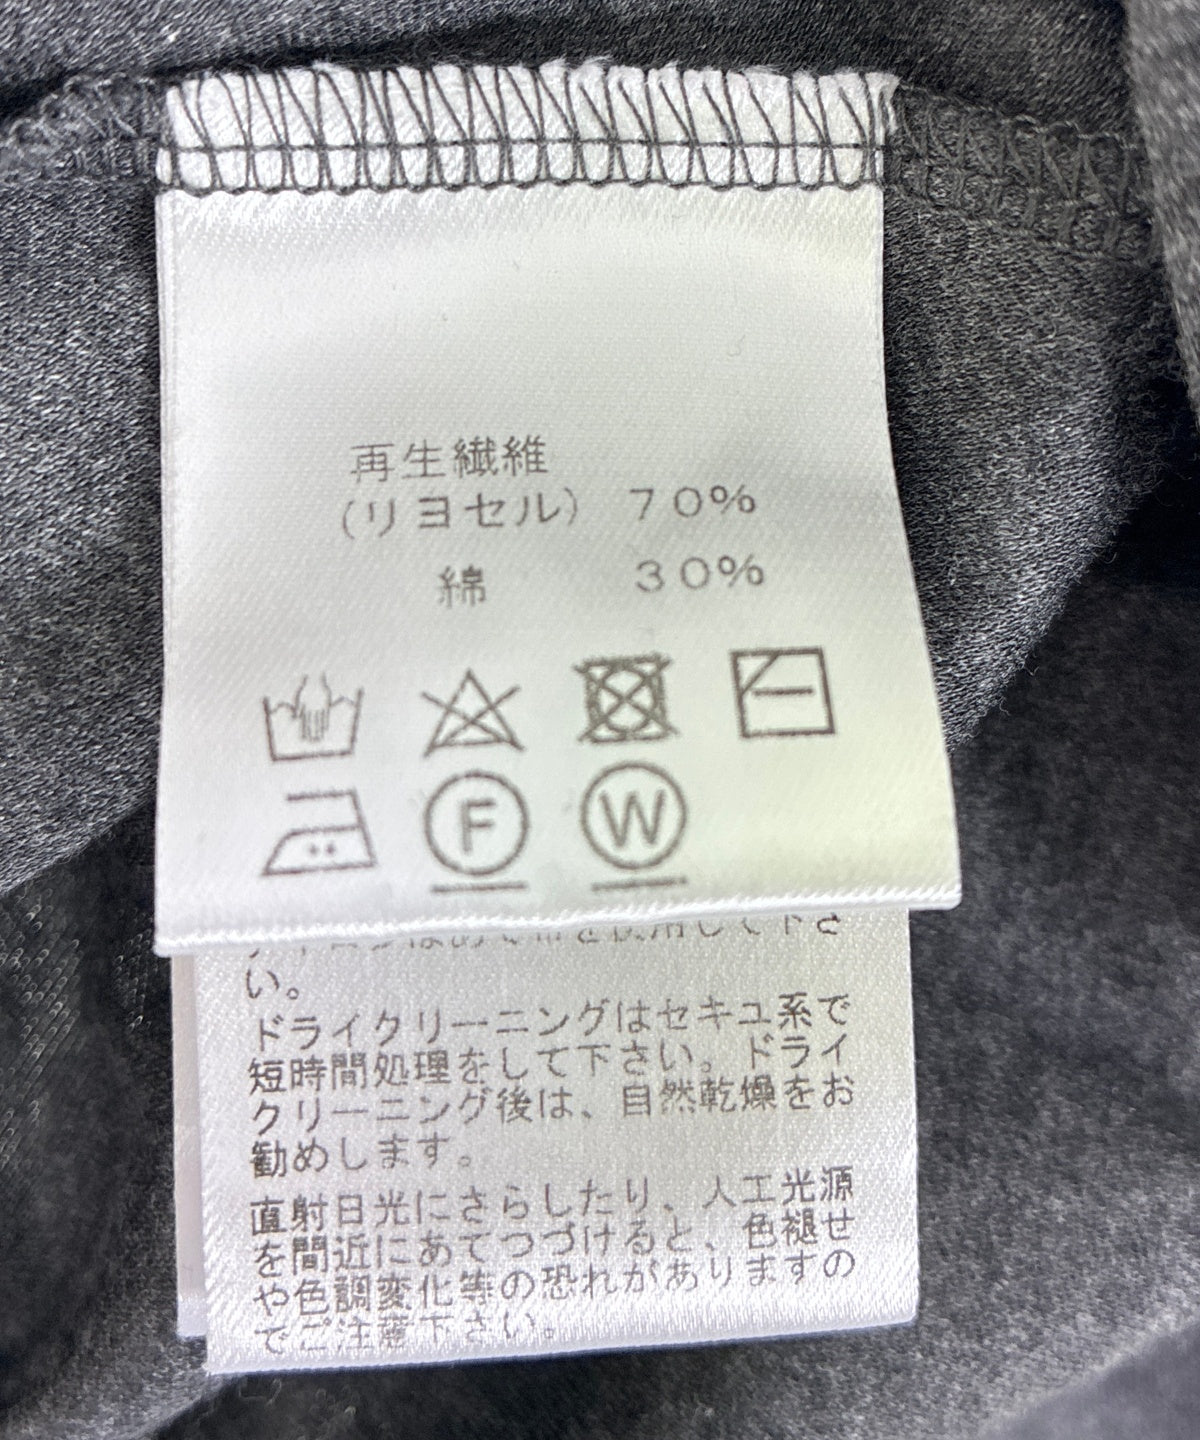 再生繊維
(リヨセル) 70%
綿 30%
F
W
い。
ドライクリーニングはセキユ系で
短時間処理をして下さい。ドライ
クリーニング後は、自然乾燥をお
勧めします。
直射日光にさらしたり、人工光源
を間近にあてつづけると、色褪せ
や色調変化等の恐れがありますの
でご注意下さい。